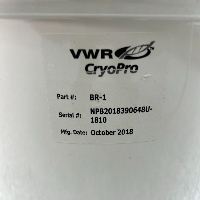 VWR
CryoPro
Part #: BR-1
Serial #: NPB2018390648U-
1810
Mfg. Date: October 2018